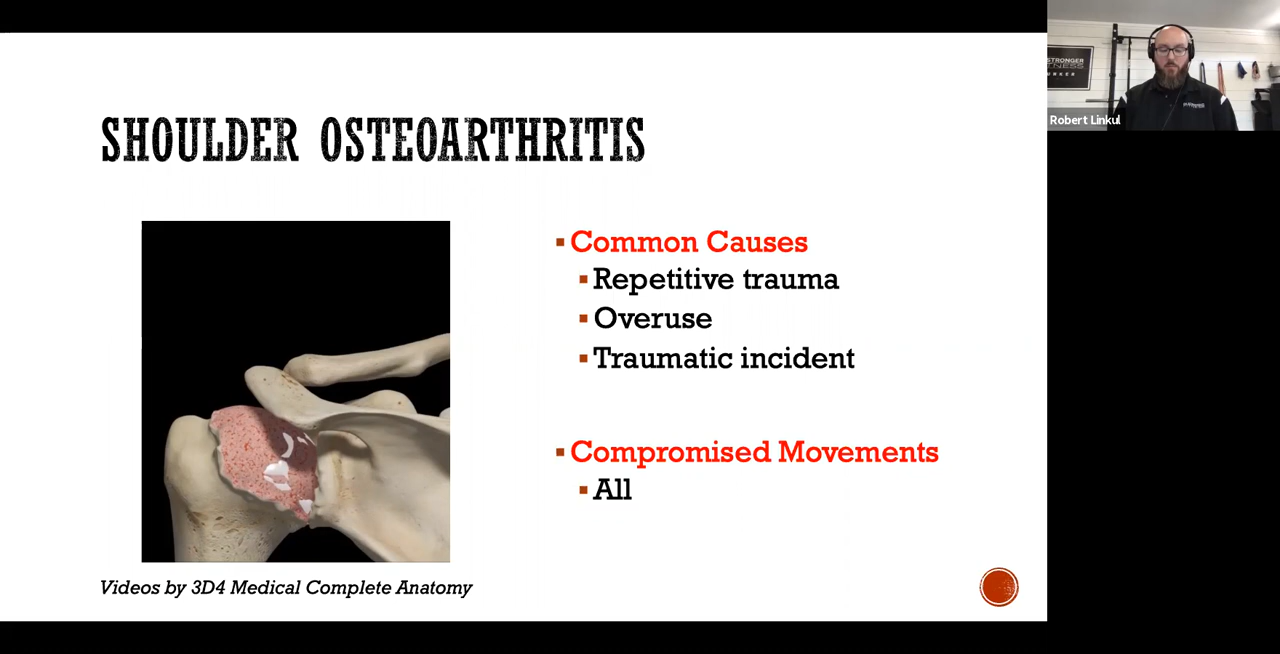 SHOULDER OSTEOARTHRITIS
Common Causes
Repetitive trauma
Overuse
Traumatic incident
Compromised Movements
All
Videos by 3D4 Medical Complete Anatomy
STRONGER
Robert Linkul